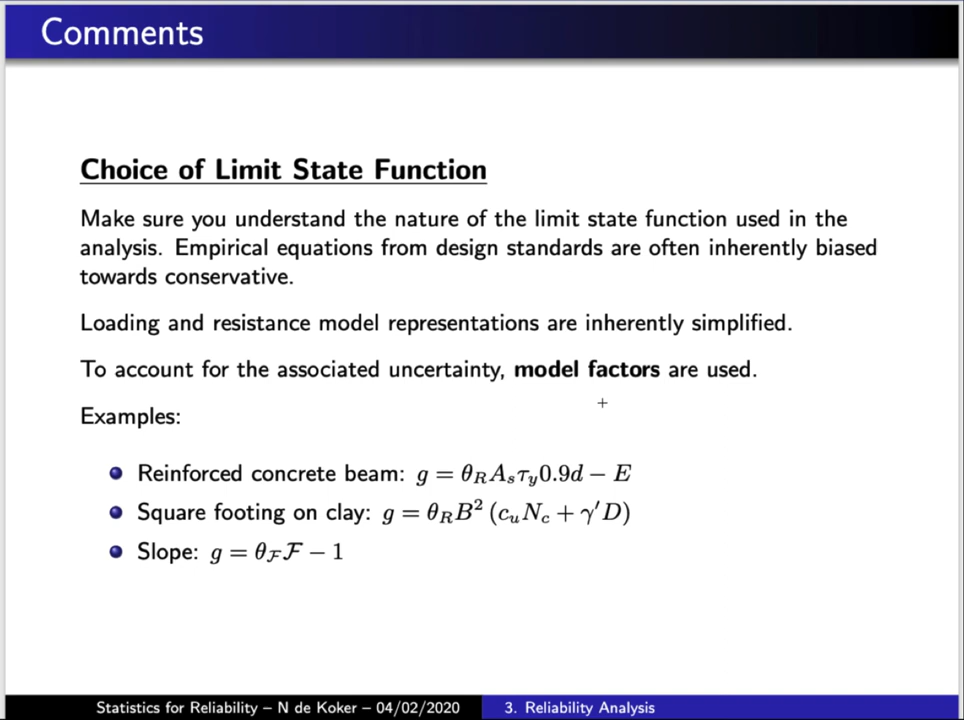 Comments
Choice of Limit State Function
Make sure you understand the nature of the limit state function used in the
analysis. Empirical equations from design standards are often inherently biased
towards conservative.
Loading and resistance model representations are inherently simplified.
To account for the associated uncertainty, model factors are used.
Examples:
Reinforced concrete beam: g = θ_R A_s τ_y 0.9d − E
Square footing on clay: g = θ_R B² (c_u N_c + γ′D)
Slope: g = θ_ℱ ℱ − 1
Statistics for Reliability – N de Koker – 04/02/2020
3. Reliability Analysis